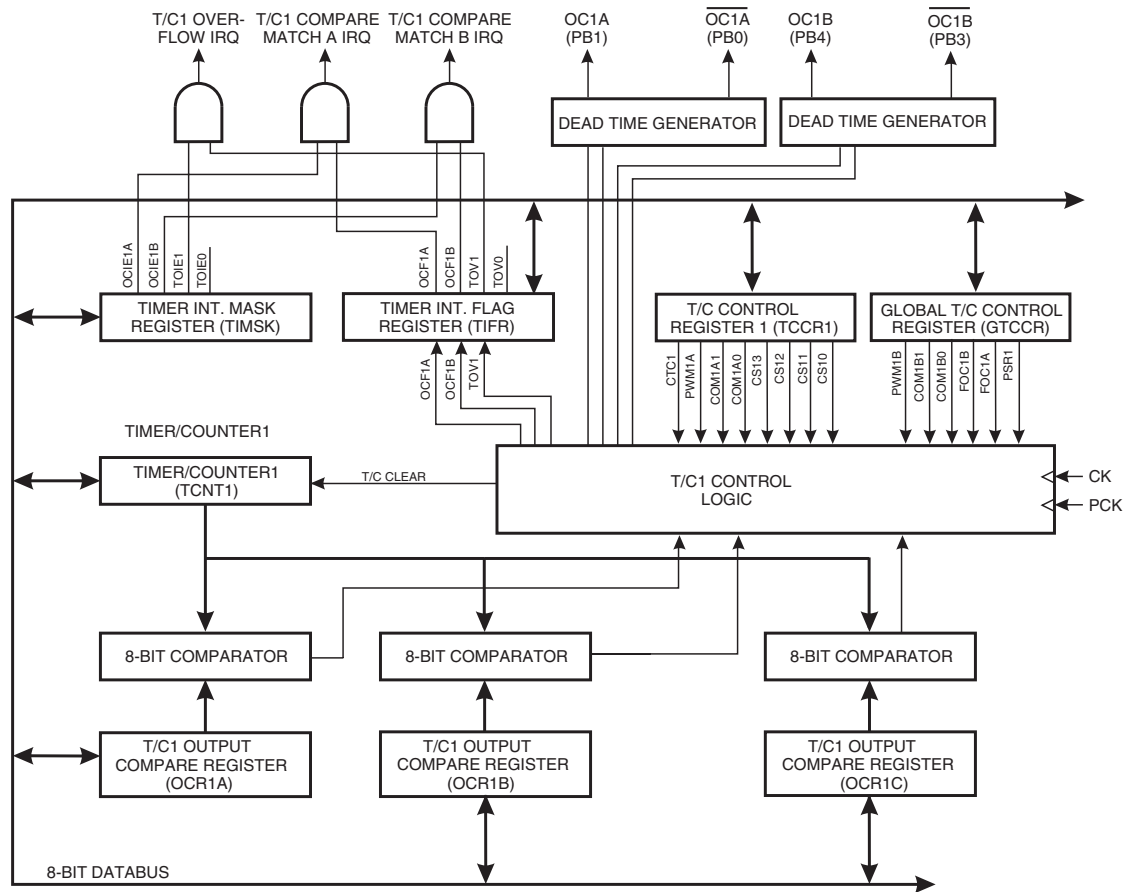 T/C1 OVER-
FLOW IRQ
T/C1 COMPARE
MATCH A IRQ
T/C1 COMPARE
MATCH B IRQ
OC1A
(PB1)
OC1A
(PB0)
OC1B
(PB4)
OC1B
(PB3)
DEAD TIME GENERATOR
DEAD TIME GENERATOR
OCIE1A
OCIE1B
TOIE1
TOIE0
OCF1A
OCF1B
TOV1
TOV0
TIMER INT. MASK
REGISTER (TIMSK)
TIMER INT. FLAG
REGISTER (TIFR)
T/C CONTROL
REGISTER 1 (TCCR1)
GLOBAL T/C CONTROL
REGISTER (GTCCR)
OCF1A
OCF1B
TOV1
CTC1
PWM1A
COM1A1
COM1A0
CS13
CS12
CS11
CS10
PWM1B
COM1B1
COM1B0
FOC1B
FOC1A
PSR1
TIMER/COUNTER1
TIMER/COUNTER1
(TCNT1)
T/C CLEAR
T/C1 CONTROL
LOGIC
CK
PCK
8-BIT COMPARATOR
8-BIT COMPARATOR
8-BIT COMPARATOR
T/C1 OUTPUT
COMPARE REGISTER
(OCR1A)
T/C1 OUTPUT
COMPARE REGISTER
(OCR1B)
T/C1 OUTPUT
COMPARE REGISTER
(OCR1C)
8-BIT DATABUS